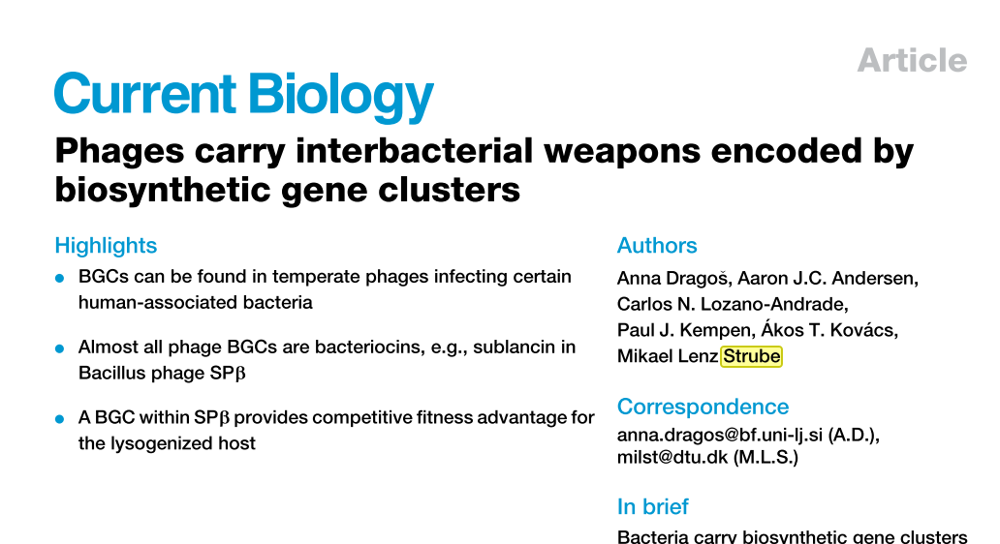 Article
Current Biology
Phages carry interbacterial weapons encoded by
biosynthetic gene clusters
Highlights
● BGCs can be found in temperate phages infecting certain
human-associated bacteria
● Almost all phage BGCs are bacteriocins, e.g., sublancin in
Bacillus phage SPβ
● A BGC within SPβ provides competitive fitness advantage for
the lysogenized host
Authors
Anna Dragoš, Aaron J.C. Andersen,
Carlos N. Lozano-Andrade,
Paul J. Kempen, Ákos T. Kovács,
Mikael Lenz Strube
Correspondence
anna.dragos@bf.uni-lj.si (A.D.),
milst@dtu.dk (M.L.S.)
In brief
Bacteria carry biosynthetic gene clusters